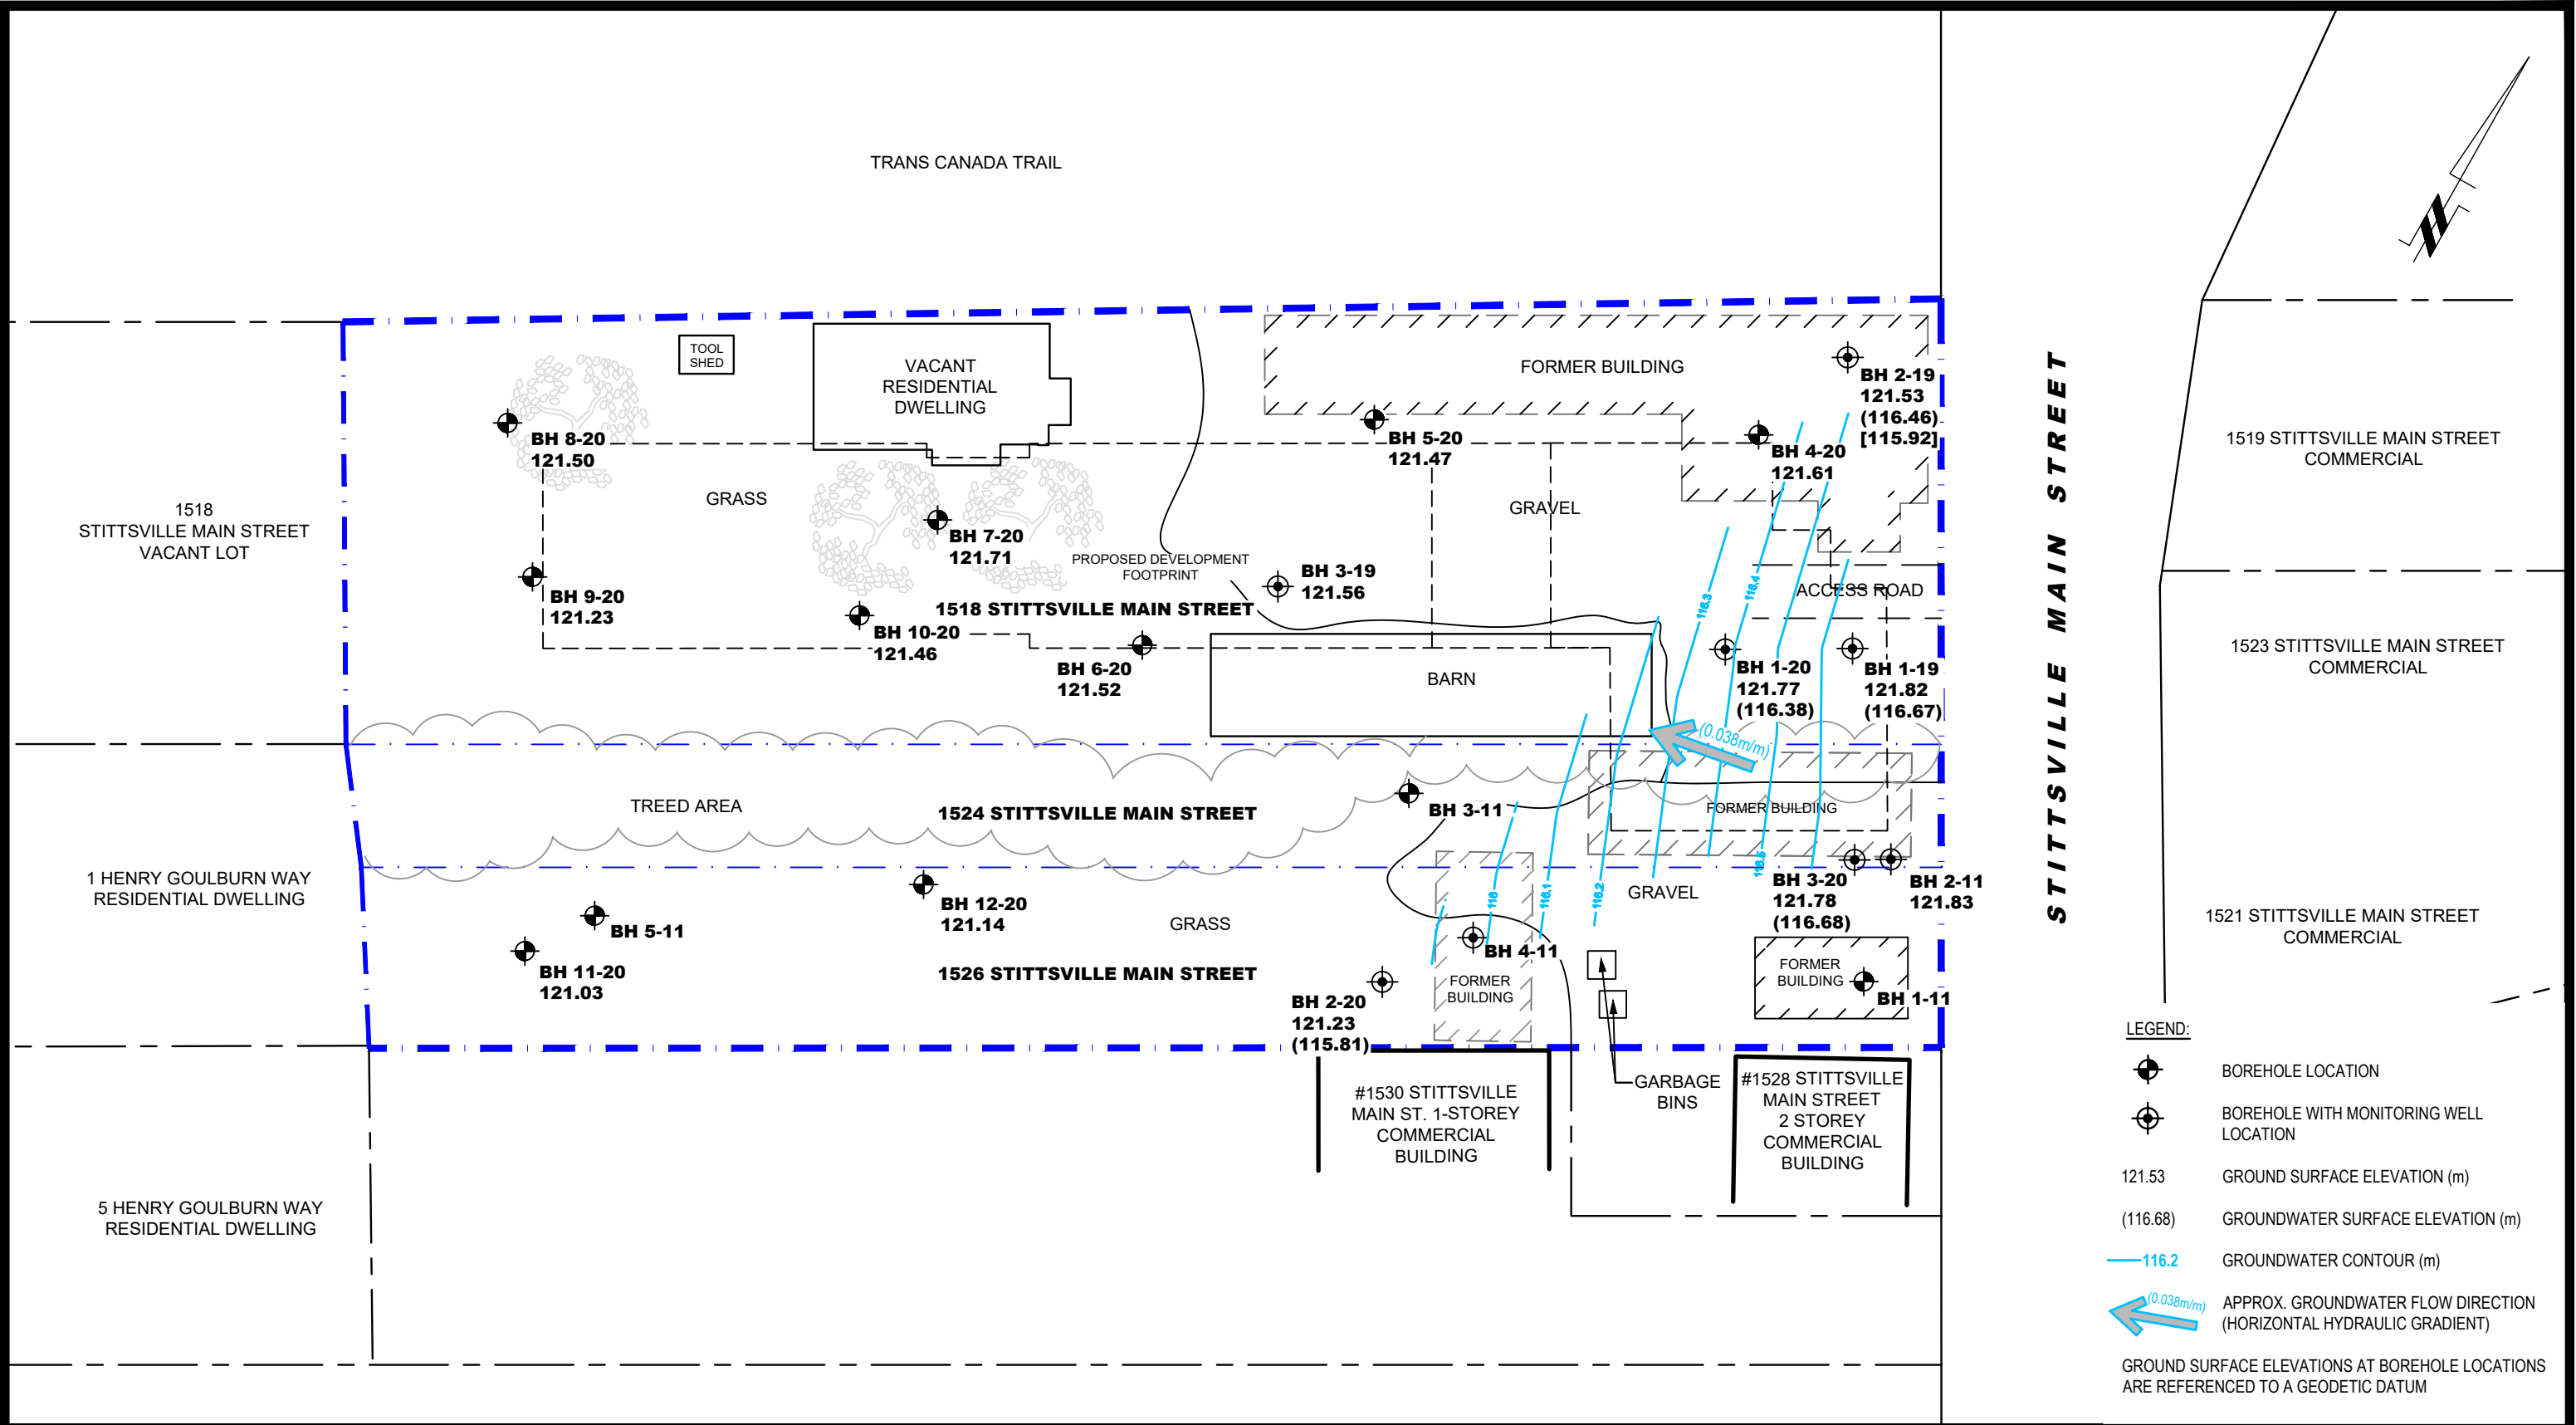 TRANS CANADA TRAIL
TOOL
SHED
VACANT
RESIDENTIAL
DWELLING
FORMER BUILDING
BH 2-19
121.53
(116.46)
[115.92]
BH 8-20
121.50
BH 5-20
121.47
BH 4-20
121.61
1518
STITTSVILLE MAIN STREET
VACANT LOT
GRASS
GRAVEL
BH 7-20
121.71
PROPOSED DEVELOPMENT
FOOTPRINT
BH 3-19
121.56
BH 9-20
121.23
1518 STITTSVILLE MAIN STREET
116.3
116.4
ACCESS ROAD
BH 10-20
121.46
BH 6-20
121.52
BARN
BH 1-20
121.77
(116.38)
BH 1-19
121.82
(116.67)
(0.038m/m)
TREED AREA
1524 STITTSVILLE MAIN STREET
BH 3-11
FORMER BUILDING
1 HENRY GOULBURN WAY
RESIDENTIAL DWELLING
116
116.1
116.2
116.5
GRAVEL
BH 3-20
121.78
(116.68)
BH 2-11
121.83
BH 12-20
121.14
GRASS
BH 5-11
BH 4-11
BH 11-20
121.03
1526 STITTSVILLE MAIN STREET
FORMER
BUILDING
FORMER
BUILDING
BH 1-11
BH 2-20
121.23
(115.81)
#1530 STITTSVILLE
MAIN ST. 1-STOREY
COMMERCIAL
BUILDING
GARBAGE
BINS
#1528 STITTSVILLE
MAIN STREET
2 STOREY
COMMERCIAL
BUILDING
5 HENRY GOULBURN WAY
RESIDENTIAL DWELLING
STITTSVILLE MAIN STREET
1519 STITTSVILLE MAIN STREET
COMMERCIAL
1523 STITTSVILLE MAIN STREET
COMMERCIAL
1521 STITTSVILLE MAIN STREET
COMMERCIAL
LEGEND:
BOREHOLE LOCATION
BOREHOLE WITH MONITORING WELL
LOCATION
121.53 GROUND SURFACE ELEVATION (m)
(116.68) GROUNDWATER SURFACE ELEVATION (m)
116.2 GROUNDWATER CONTOUR (m)
(0.038m/m) APPROX. GROUNDWATER FLOW DIRECTION
(HORIZONTAL HYDRAULIC GRADIENT)
GROUND SURFACE ELEVATIONS AT BOREHOLE LOCATIONS
ARE REFERENCED TO A GEODETIC DATUM